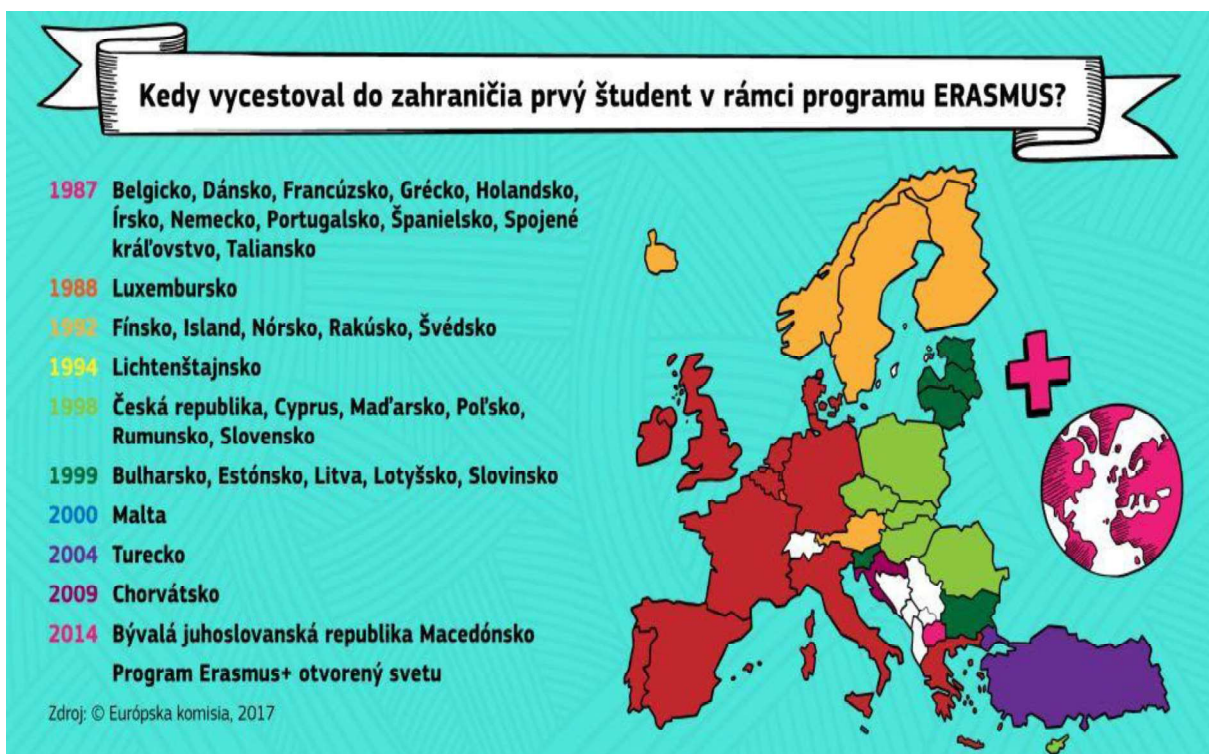 Kedy vycestoval do zahraničia prvý študent v rámci programu ERASMUS?
1987 Belgicko, Dánsko, Francúzsko, Grécko, Holandsko,
Írsko, Nemecko, Portugalsko, Španielsko, Spojené
kráľovstvo, Taliansko
1988 Luxembursko
1992 Fínsko, Island, Nórsko, Rakúsko, Švédsko
1994 Lichtenštajnsko
1998 Česká republika, Cyprus, Maďarsko, Poľsko,
Rumunsko, Slovensko
1999 Bulharsko, Estónsko, Litva, Lotyšsko, Slovinsko
2000 Malta
2004 Turecko
2009 Chorvátsko
2014 Bývalá juhoslovanská republika Macedónsko
Program Erasmus+ otvorený svetu
Zdroj: © Európska komisia, 2017